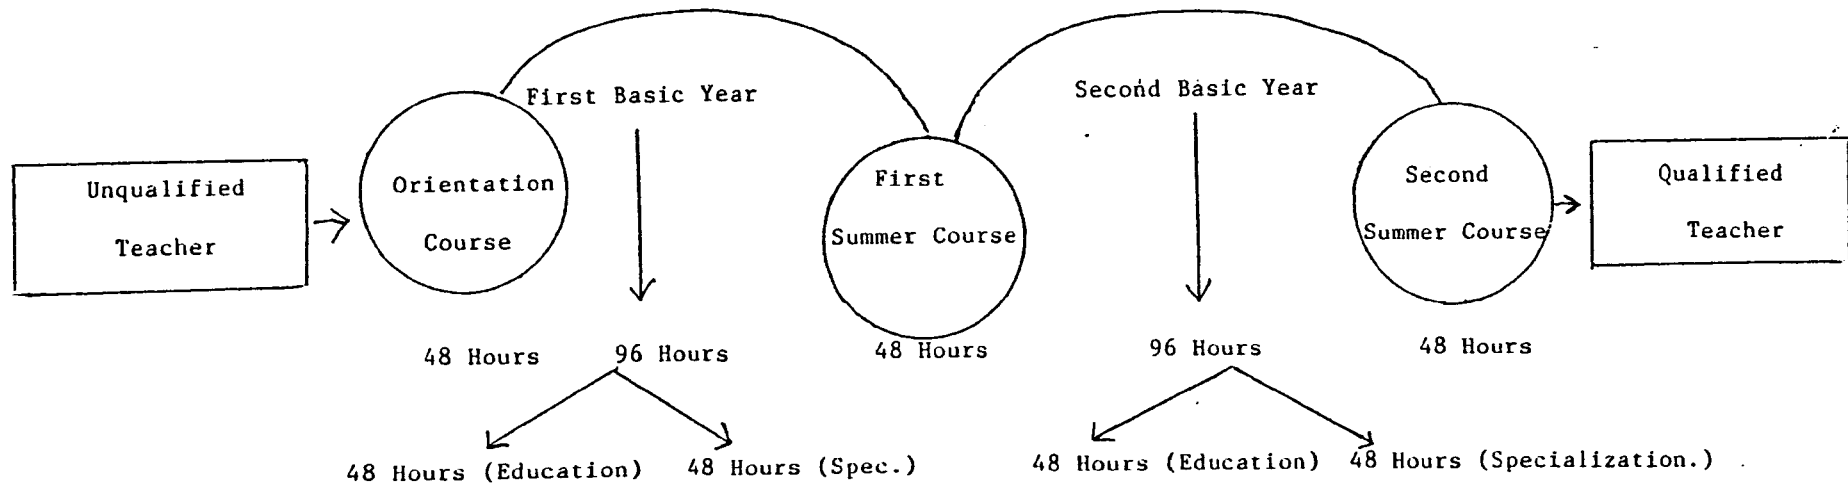 First Basic Year
Second Basic Year
Unqualified
Teacher
Orientation
Course
First
Summer Course
Second
Summer Course
Qualified
Teacher
48 Hours
96 Hours
48 Hours
96 Hours
48 Hours
48 Hours (Education)
48 Hours (Spec.)
48 Hours (Education)
48 Hours (Specialization.)